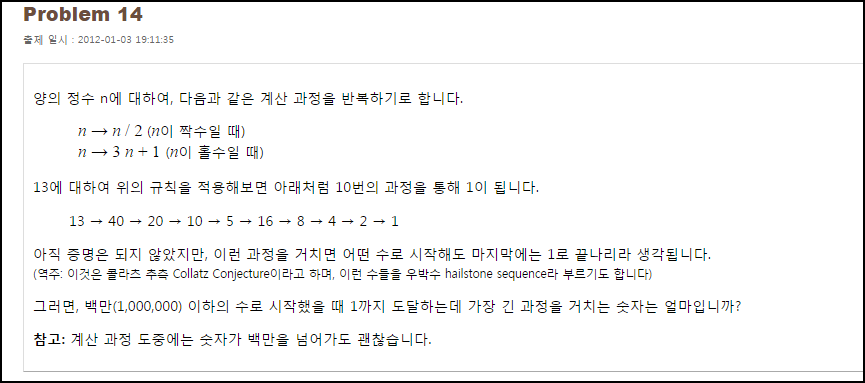 Problem 14
출제 일시 : 2012-01-03 19:11:35
양의 정수 n에 대하여, 다음과 같은 계산 과정을 반복하기로 합니다.
n → n / 2 (n이 짝수일 때)
n → 3 n + 1 (n이 홀수일 때)
13에 대하여 위의 규칙을 적용해보면 아래처럼 10번의 과정을 통해 1이 됩니다.
13 → 40 → 20 → 10 → 5 → 16 → 8 → 4 → 2 → 1
아직 증명은 되지 않았지만, 이런 과정을 거치면 어떤 수로 시작해도 마지막에는 1로 끝나리라 생각됩니다.
(역주: 이것은 콜라츠 추측 Collatz Conjecture이라고 하며, 이런 수들을 우박수 hailstone sequence라 부르기도 합니다)
그러면, 백만(1,000,000) 이하의 수로 시작했을 때 1까지 도달하는데 가장 긴 과정을 거치는 숫자는 얼마입니까?
참고: 계산 과정 도중에는 숫자가 백만을 넘어가도 괜찮습니다.